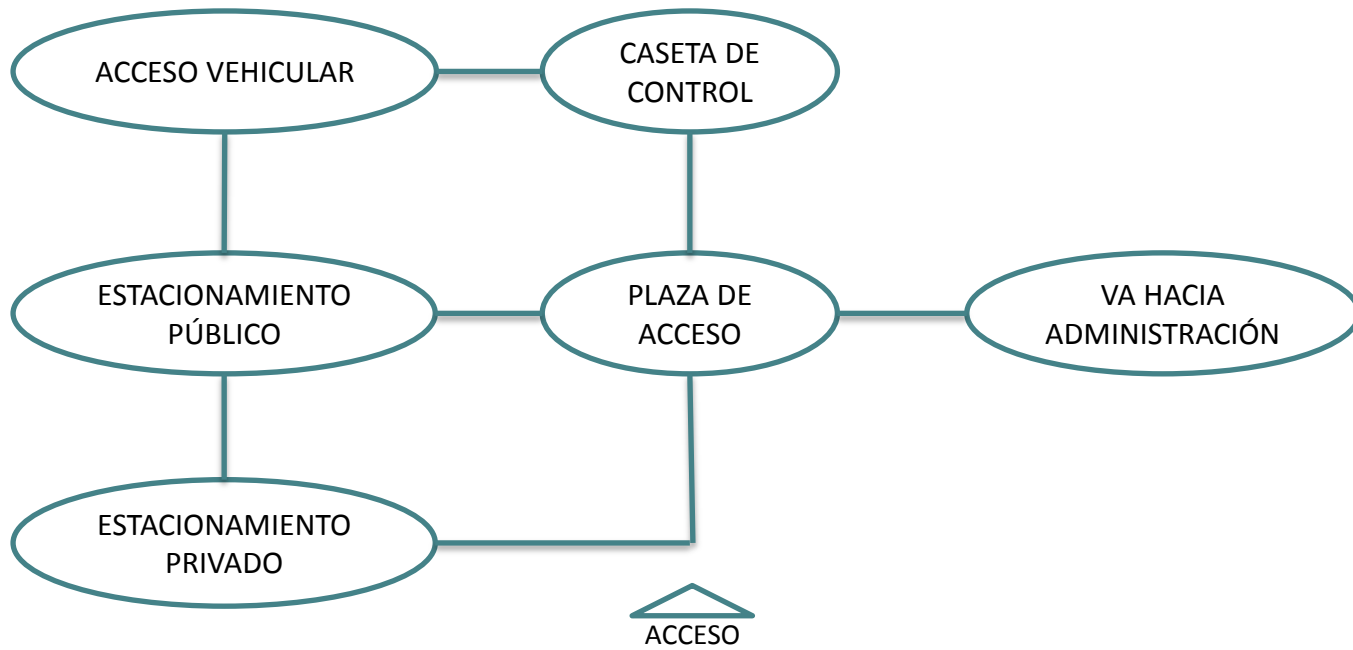 ACCESO VEHICULAR
CASETA DE
CONTROL
ESTACIONAMIENTO
PÚBLICO
PLAZA DE
ACCESO
VA HACIA
ADMINISTRACIÓN
ESTACIONAMIENTO
PRIVADO
ACCESO